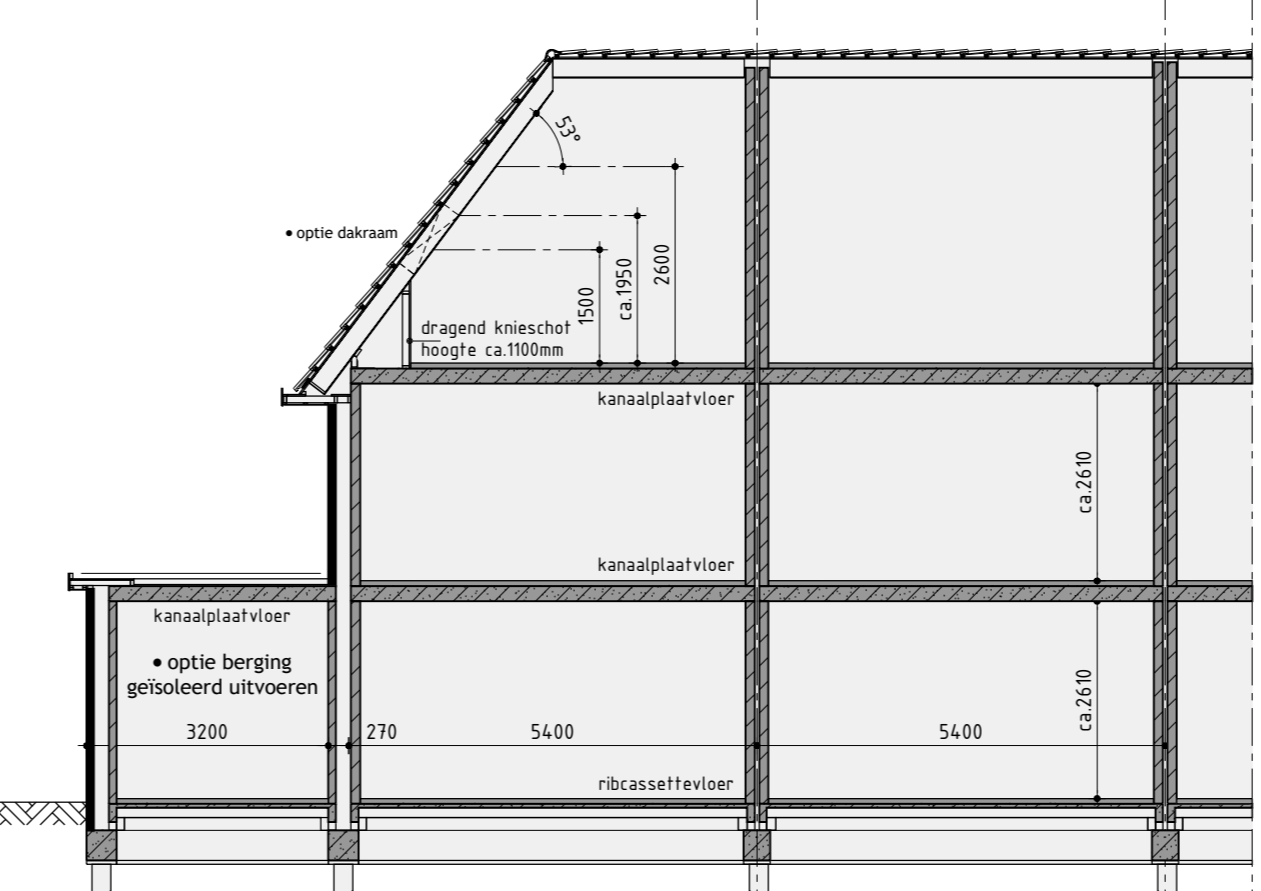 53°
• optie dakraam
1500
ca.1950
2600
dragend knieschot
hoogte ca.1100mm
kanaalplaatvloer
ca.2610
kanaalplaatvloer
kanaalplaatvloer
• optie berging
geïsoleerd uitvoeren
ca.2610
3200
270
5400
5400
ribcassettevloer